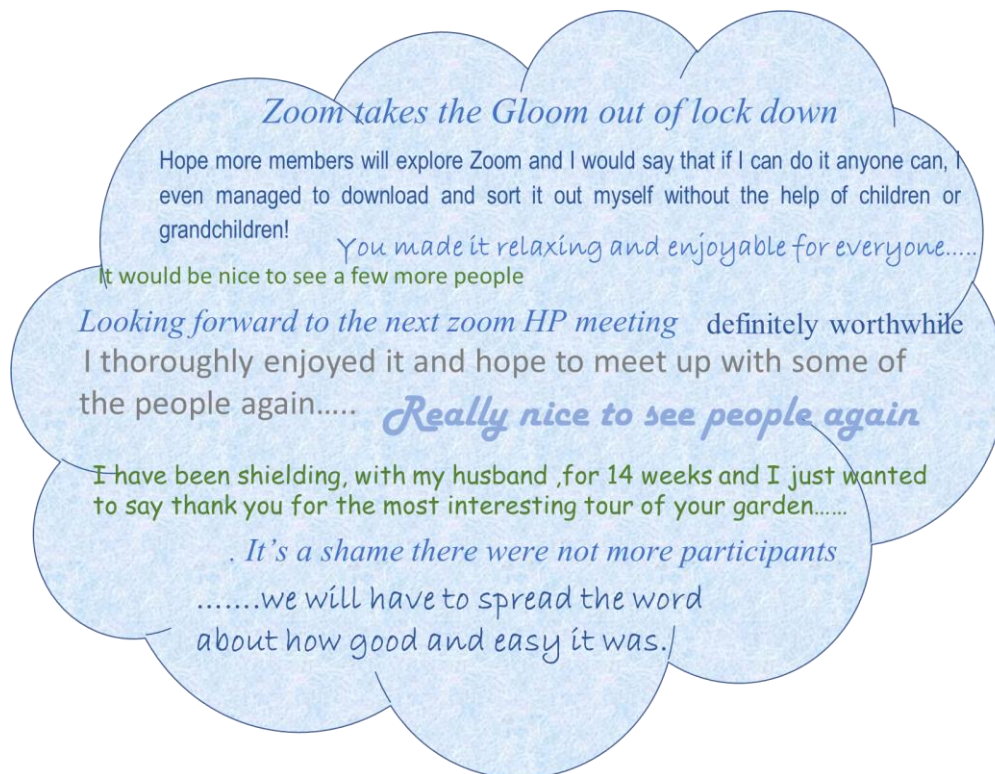 Zoom takes the Gloom out of lock down
Hope more members will explore Zoom and I would say that if I can do it anyone can, I
even managed to download and sort it out myself without the help of children or
grandchildren!
You made it relaxing and enjoyable for everyone.....
It would be nice to see a few more people
Looking forward to the next zoom HP meeting
definitely worthwhile
I thoroughly enjoyed it and hope to meet up with some of
the people again.....
Really nice to see people again
I have been shielding, with my husband ,for 14 weeks and I just wanted
to say thank you for the most interesting tour of your garden......
. It's a shame there were not more participants
.......we will have to spread the word
about how good and easy it was.